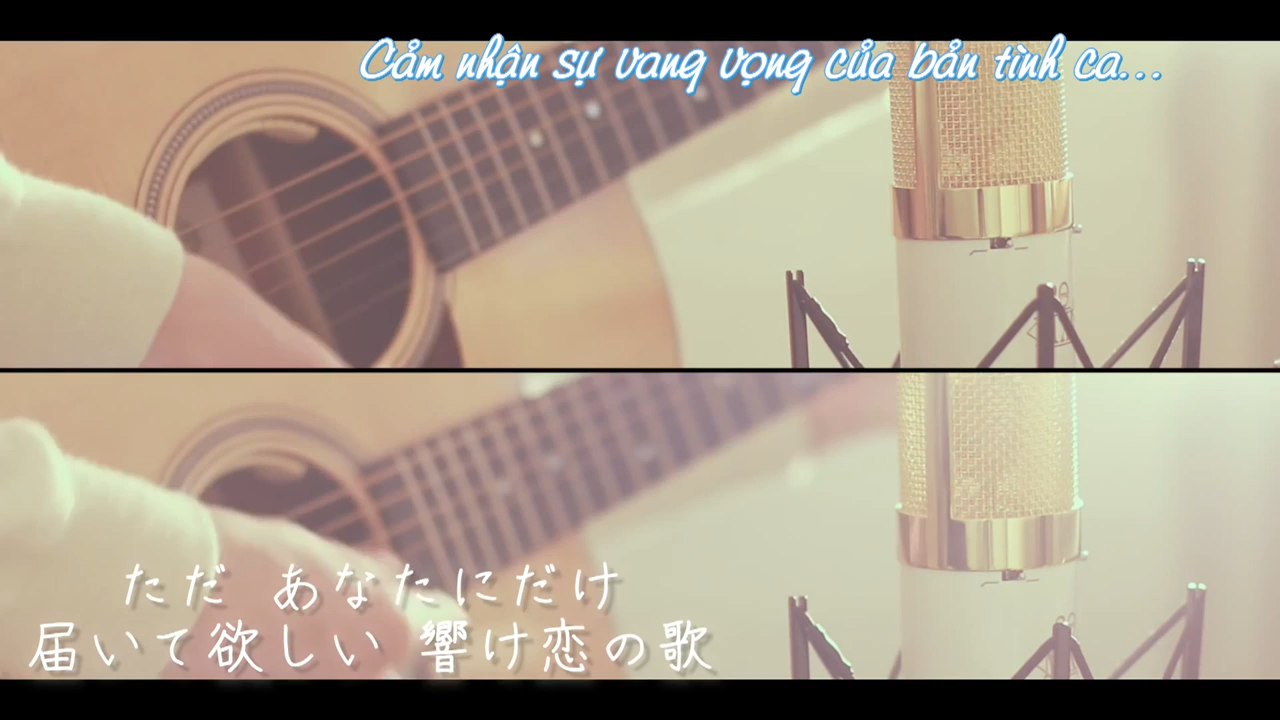 Cảm nhận sự vang vọng của bản tình ca...
ただ あなたにだけ
届いて欲しい 響け恋の歌